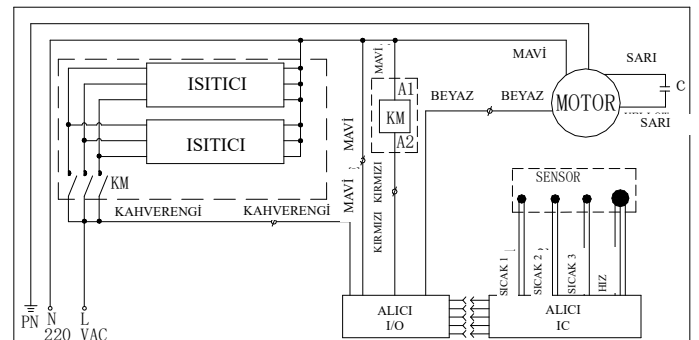 ISITICI
ISITICI
KM
KAHVERENGİ
KAHVERENGİ
MAVİ
MAVİ
MAVİ
A1
KM
A2
KIRMIZI
KIRMIZI
BEYAZ
BEYAZ
MAVİ
MOTOR
SARI
C
SARI
SENSOR
SICAK 1
SICAK 2
SICAK 3
HIZ
ALICI
I/O
ALICI
IC
PN
N
L
220
VAC